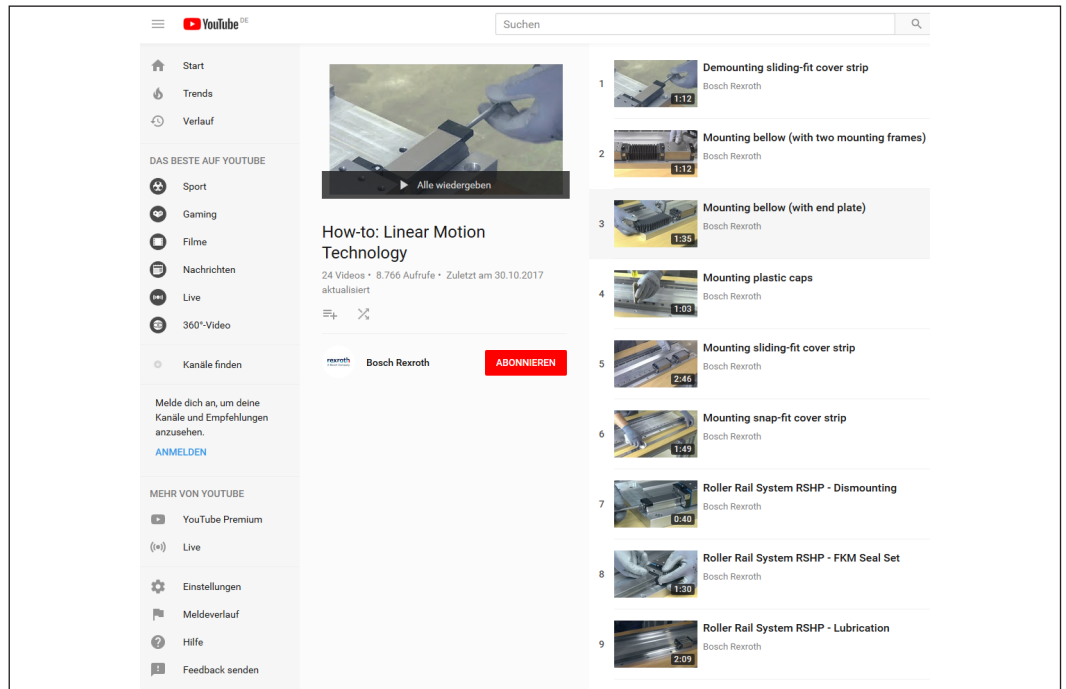 YouTube DE
Suchen
Start
Trends
Verlauf
DAS BESTE AUF YOUTUBE
Sport
Gaming
Filme
Nachrichten
Live
360°-Video
Kanäle finden
Melde dich an, um deine
Kanäle und Empfehlungen
anzusehen.
ANMELDEN
MEHR VON YOUTUBE
YouTube Premium
Live
Einstellungen
Meldeverlauf
Hilfe
Feedback senden
Alle wiedergeben
How-to: Linear Motion
Technology
24 Videos • 8.766 Aufrufe • Zuletzt am 30.10.2017
aktualisiert
rexroth
Bosch Rexroth
ABONNIEREN
1
1:12
Demounting sliding-fit cover strip
Bosch Rexroth
2
1:12
Mounting bellow (with two mounting frames)
Bosch Rexroth
3
1:35
Mounting bellow (with end plate)
Bosch Rexroth
4
1:03
Mounting plastic caps
Bosch Rexroth
5
2:46
Mounting sliding-fit cover strip
Bosch Rexroth
6
1:49
Mounting snap-fit cover strip
Bosch Rexroth
7
0:40
Roller Rail System RSHP - Dismounting
Bosch Rexroth
8
1:30
Roller Rail System RSHP - FKM Seal Set
Bosch Rexroth
9
2:09
Roller Rail System RSHP - Lubrication
Bosch Rexroth